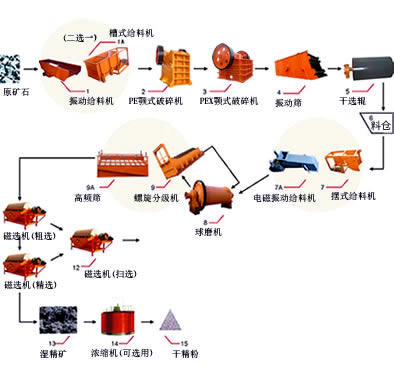 (二选一)
槽式给料机
1A
原矿石
1
振动给料机
2
PE颚式破碎机
3
PEX颚式破碎机
4
振动筛
5
干选辊
6
料仓
9A
高频筛
9
螺旋分级机
8
球磨机
7A
电磁振动给料机
7
摆式给料机
磁选机(粗选)
磁选机(精选)
12
磁选机(扫选)
13
湿精矿
14
浓缩机(可选用)
15
干精粉